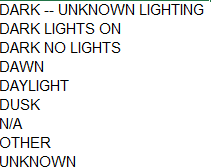 DARK -- UNKNOWN LIGHTING
DARK LIGHTS ON
DARK NO LIGHTS
DAWN
DAYLIGHT
DUSK
N/A
OTHER
UNKNOWN